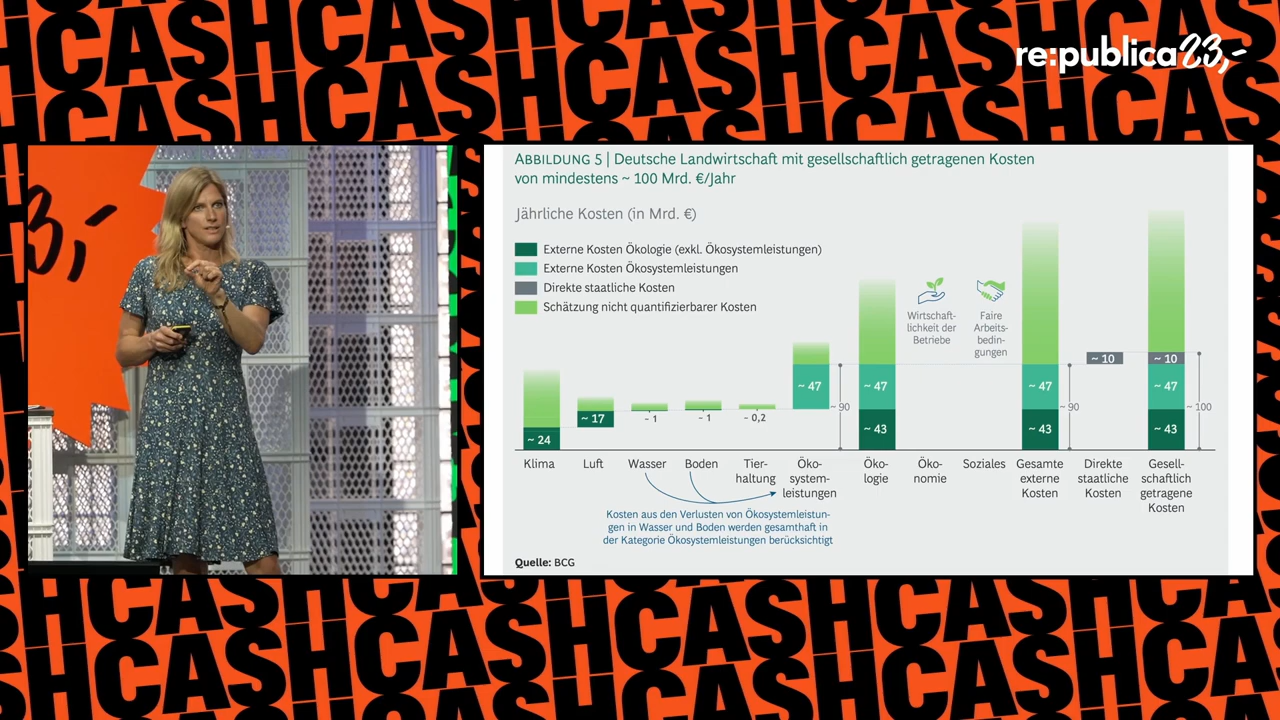 CASH CASH CASH CASH
re:publica23,-
3,-
ABBILDUNG 5 | Deutsche Landwirtschaft mit gesellschaftlich getragenen Kosten
von mindestens ~ 100 Mrd. €/Jahr
Jährliche Kosten (in Mrd. €)
Externe Kosten Ökologie (exkl. Ökosystemleistungen)
Externe Kosten Ökosystemleistungen
Direkte staatliche Kosten
Schätzung nicht quantifizierbarer Kosten
Wirtschaft-
lichkeit der
Betriebe
Faire
Arbeits-
bedin-
gungen
~ 24
~ 17
~ 1
~ 1
~ 0,2
~ 47
~ 90
~ 47
~ 43
~ 47
~ 43
~ 90
~ 10
~ 10
~ 47
~ 43
~ 100
Klima
Luft
Wasser
Boden
Tier-
haltung
Öko-
system-
leistungen
Öko-
logie
Öko-
nomie
Soziales
Gesamte
externe
Kosten
Direkte
staatliche
Kosten
Gesell-
schaftlich
getragene
Kosten
Kosten aus den Verlusten von Ökosystemleistun-
gen in Wasser und Boden werden gesamthaft in
der Kategorie Ökosystemleistungen berücksichtigt
Quelle: BCG